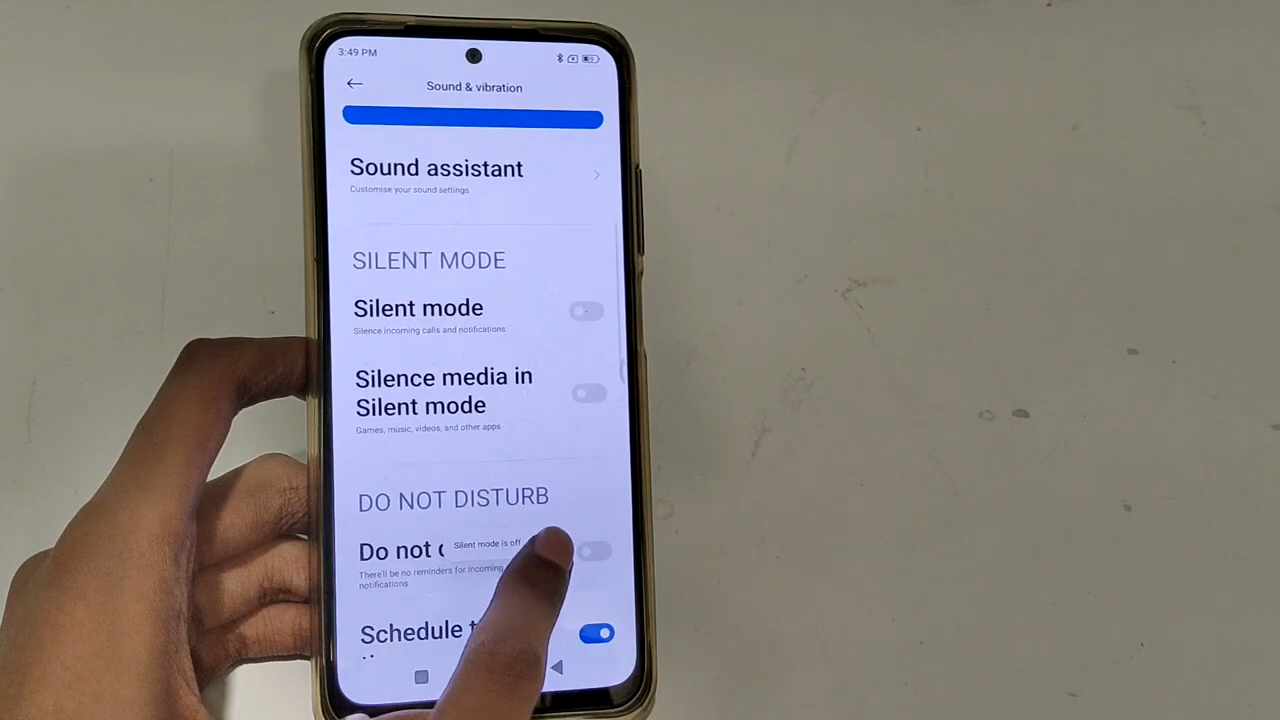 3:49 PM
Sound & vibration
Sound assistant
Customise your sound settings
SILENT MODE
Silent mode
Silence incoming calls and notifications
Silence media in
Silent mode
Games, music, videos, and other apps
DO NOT DISTURB
Do not
Silent mode is off
There'll be no reminders for incoming
notifications
Schedule